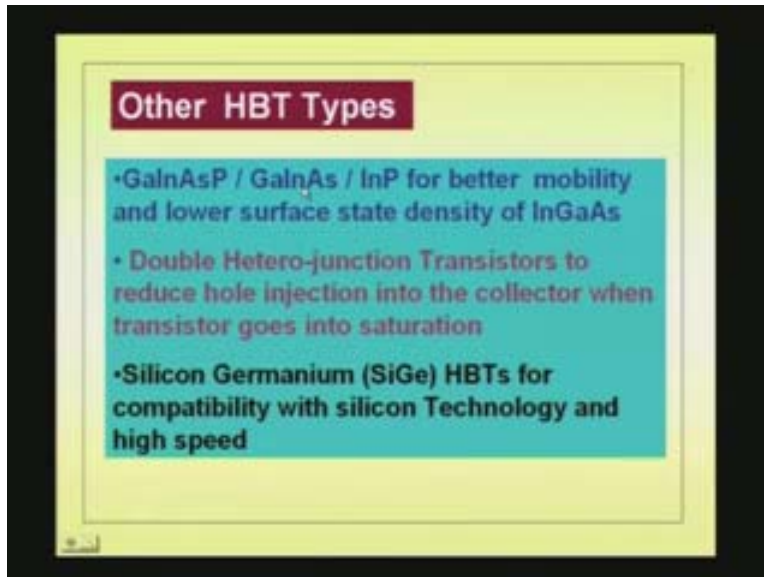 Other HBT Types
•GaInAsP / GaInAs / InP for better mobility
and lower surface state density of InGaAs
• Double Hetero-junction Transistors to
reduce hole injection into the collector when
transistor goes into saturation
•Silicon Germanium (SiGe) HBTs for
compatibility with silicon Technology and
high speed